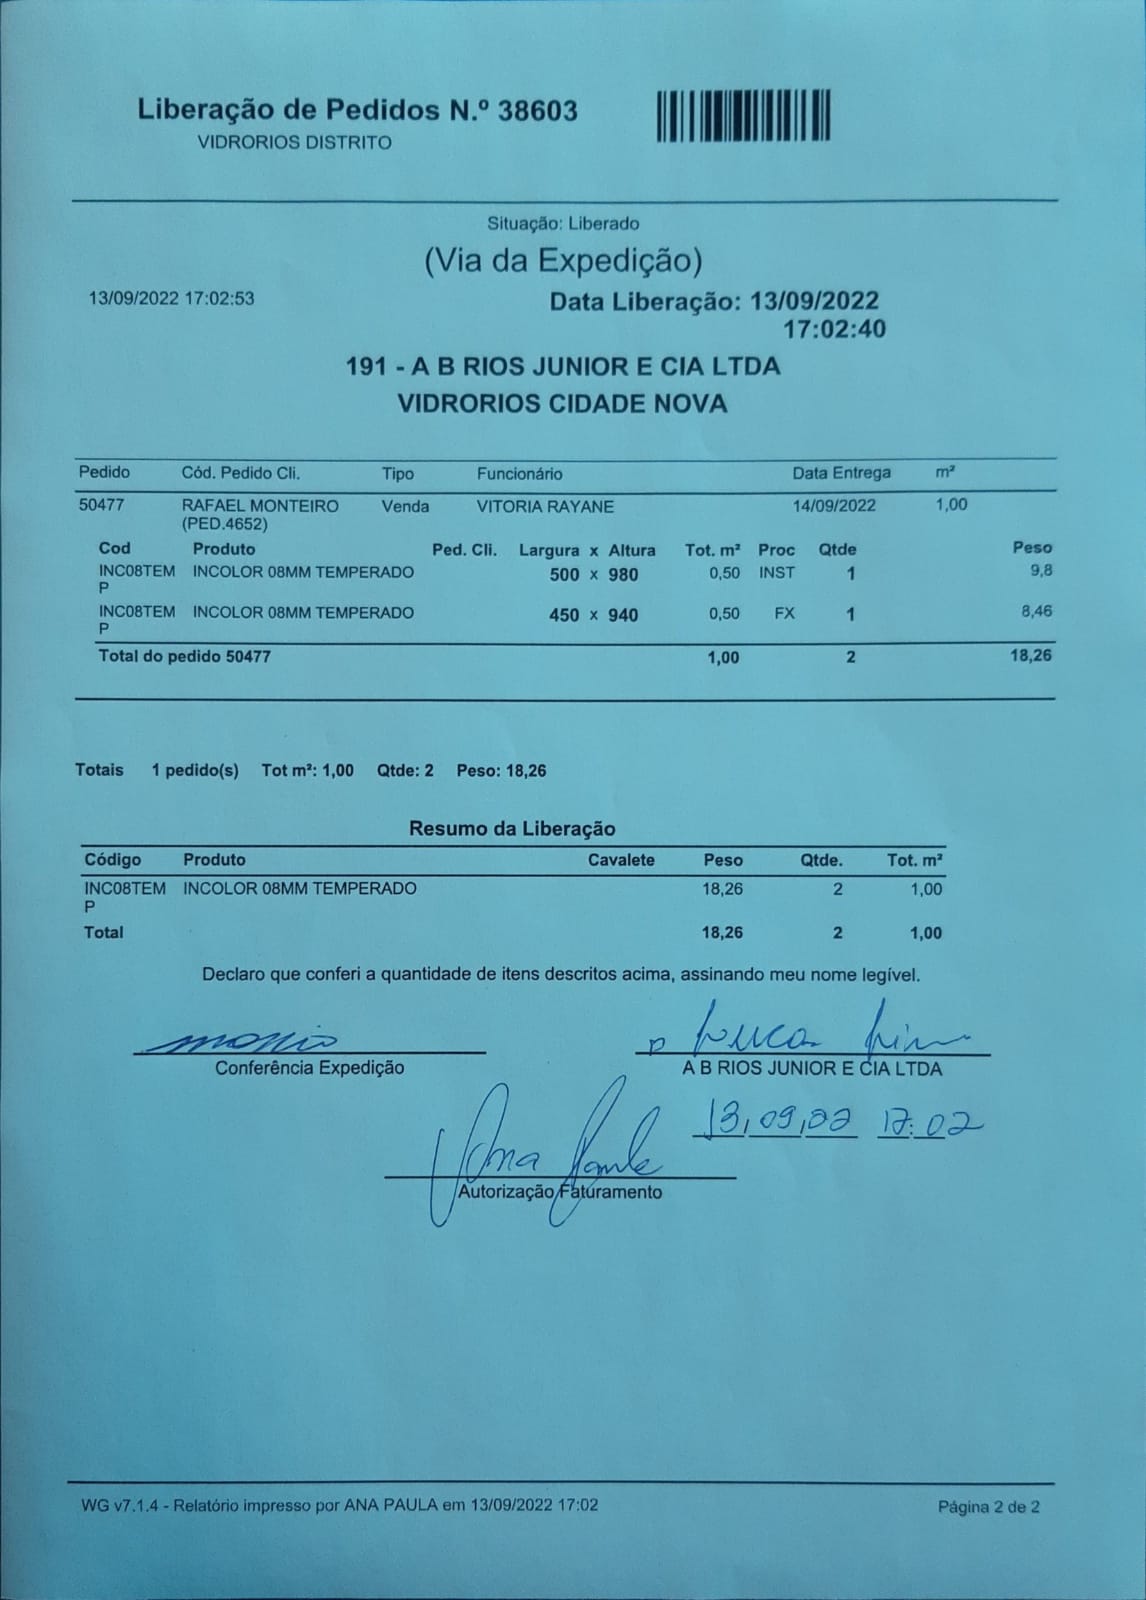 Liberação de Pedidos N.º 38603
VIDRORIOS DISTRITO
Situação: Liberado
(Via da Expedição)
13/09/2022 17:02:53
Data Liberação: 13/09/2022
17:02:40
191 - A B RIOS JUNIOR E CIA LTDA
VIDRORIOS CIDADE NOVA
Pedido Cód. Pedido Cli. Tipo Funcionário Data Entrega m²
50477 RAFAEL MONTEIRO Venda VITORIA RAYANE 14/09/2022 1,00
(PED.4652)
Cod Produto Ped. Cli. Largura x Altura Tot. m² Proc Qtde Peso
INC08TEM INCOLOR 08MM TEMPERADO 500 x 980 0,50 INST 1 9,8
P
INC08TEM INCOLOR 08MM TEMPERADO 450 x 940 0,50 FX 1 8,46
P
Total do pedido 50477 1,00 2 18,26
Totais 1 pedido(s) Tot m²: 1,00 Qtde: 2 Peso: 18,26
Resumo da Liberação
Código Produto Cavalete Peso Qtde. Tot. m²
INC08TEM INCOLOR 08MM TEMPERADO 18,26 2 1,00
P
Total 18,26 2 1,00
Declaro que conferi a quantidade de itens descritos acima, assinando meu nome legível.
Conferência Expedição
A B RIOS JUNIOR E CIA LTDA
13,09,22 17:02
Ana Paula
Autorização Faturamento
WG v7.1.4 - Relatório impresso por ANA PAULA em 13/09/2022 17:02
Página 2 de 2